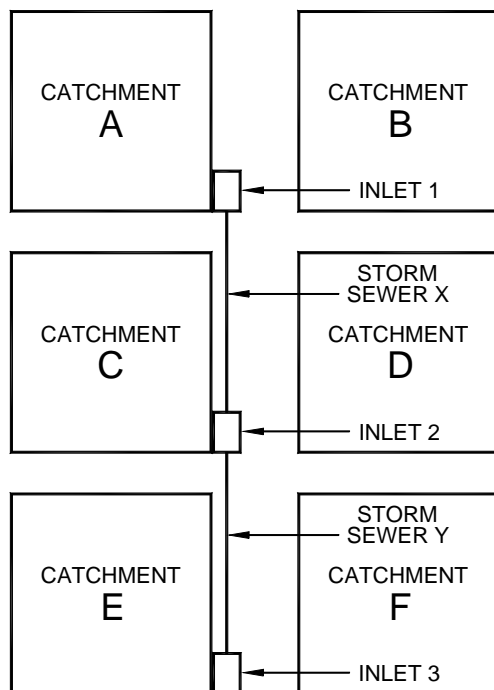 CATCHMENT
A
CATCHMENT
B
INLET 1
CATCHMENT
C
STORM
SEWER X
CATCHMENT
D
INLET 2
CATCHMENT
E
STORM
SEWER Y
CATCHMENT
F
INLET 3